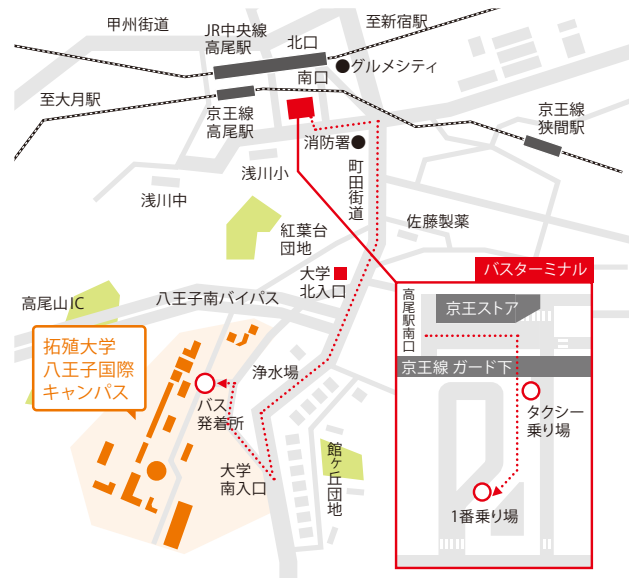 甲州街道
JR中央線
高尾駅
北口
至新宿駅
南口
グルメシティ
至大月駅
京王線
高尾駅
京王線
狭間駅
消防署
浅川小
町田街道
浅川中
佐藤製薬
紅葉台
団地
大学
北入口
バスターミナル
高尾山IC
八王子南バイパス
高尾駅南口
京王ストア
拓殖大学
八王子国際
キャンパス
浄水場
京王線 ガード下
バス
発着所
タクシー
乗り場
大学
南入口
館ヶ丘団地
1番乗り場